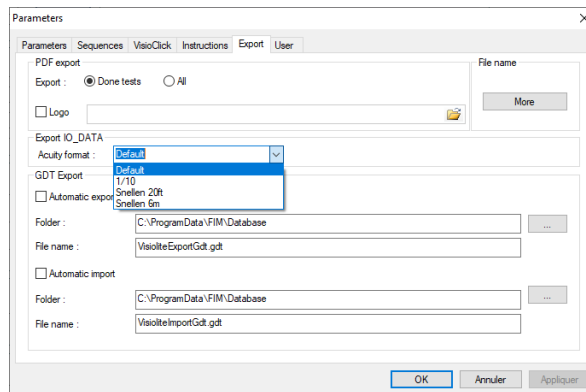 Parameters
Parameters Sequences VisioClick Instructions Export User
PDF export
File name
Export : Done tests All
More
Logo
Export IO_DATA
Acuity format : Default
Default
1/10
Snellen 20ft
Snellen 6m
GDT Export
Automatic expor
Folder : C:\ProgramData\FIM\Database ...
File name : VisioliteExportGdt.gdt
Automatic import
Folder : C:\ProgramData\FIM\Database ...
File name : VisioliteImportGdt.gdt
OK Annuler Appliquer